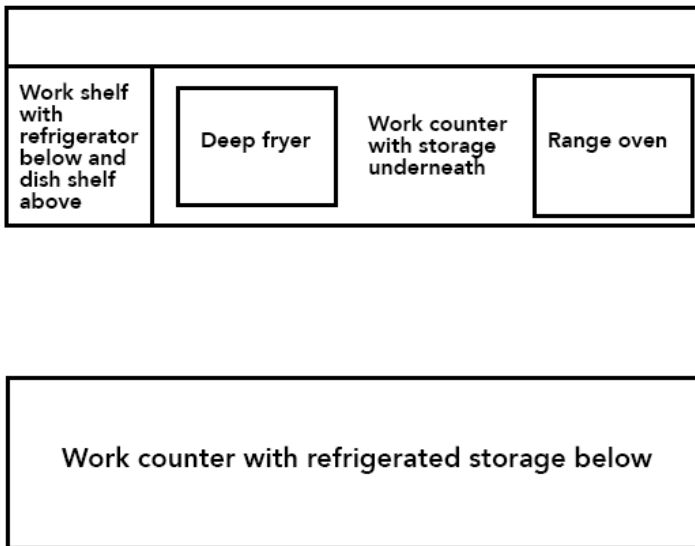 Work shelf
with
refrigerator
below and
dish shelf
above
Deep fryer
Work counter
with storage
underneath
Range oven
Work counter with refrigerated storage below